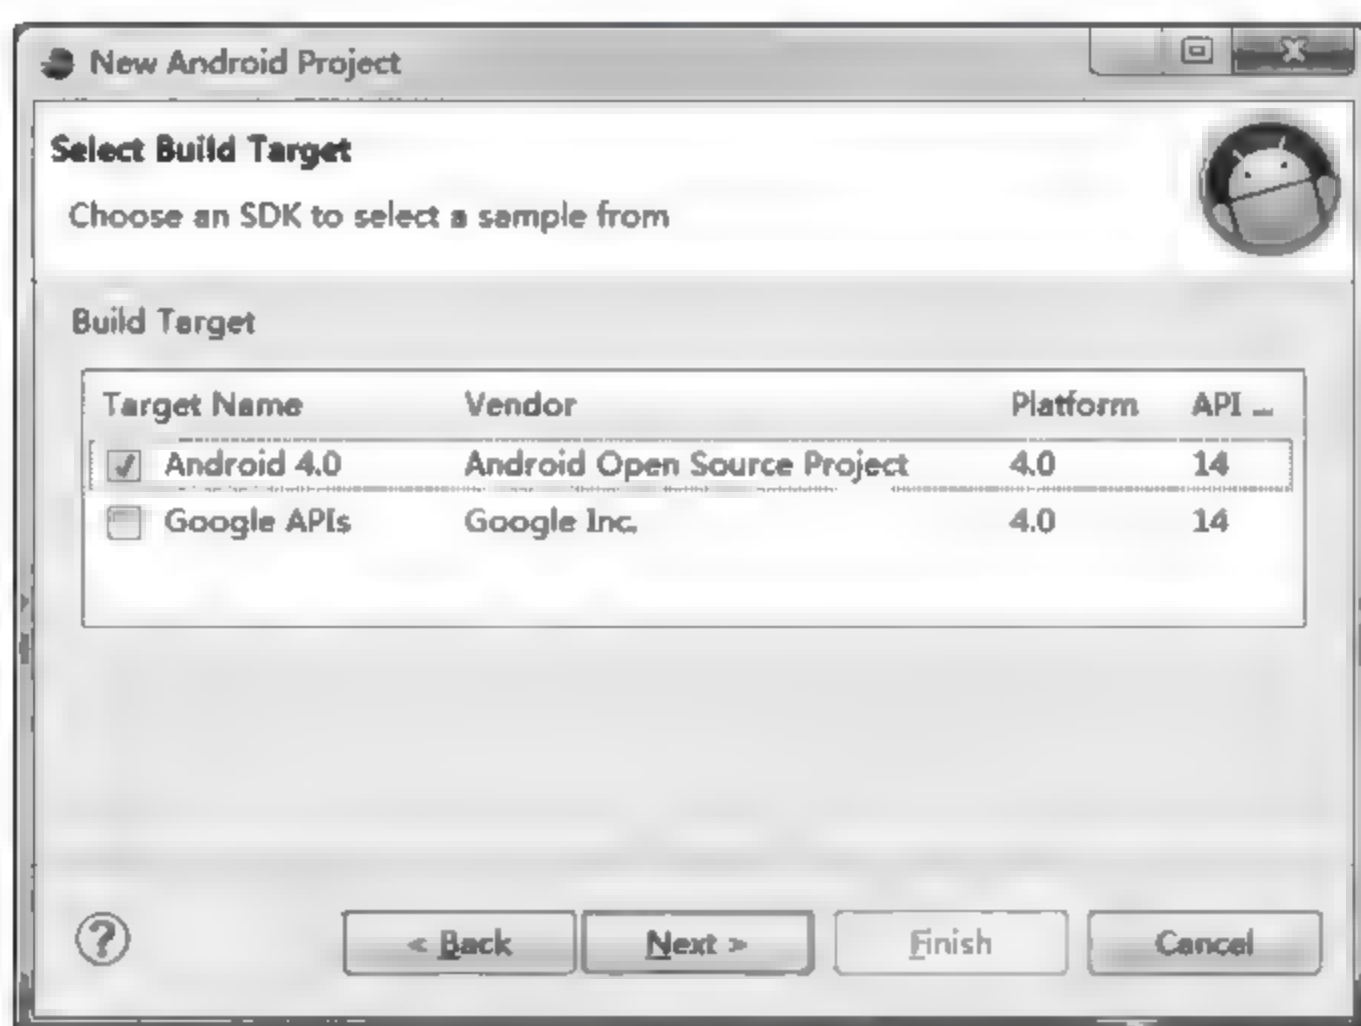 New Android Project
Select Build Target
Choose an SDK to select a sample from
Build Target
Target Name Vendor Platform API ...
Android 4.0 Android Open Source Project 4.0 14
Google APIs Google Inc. 4.0 14
? < Back Next > Finish Cancel